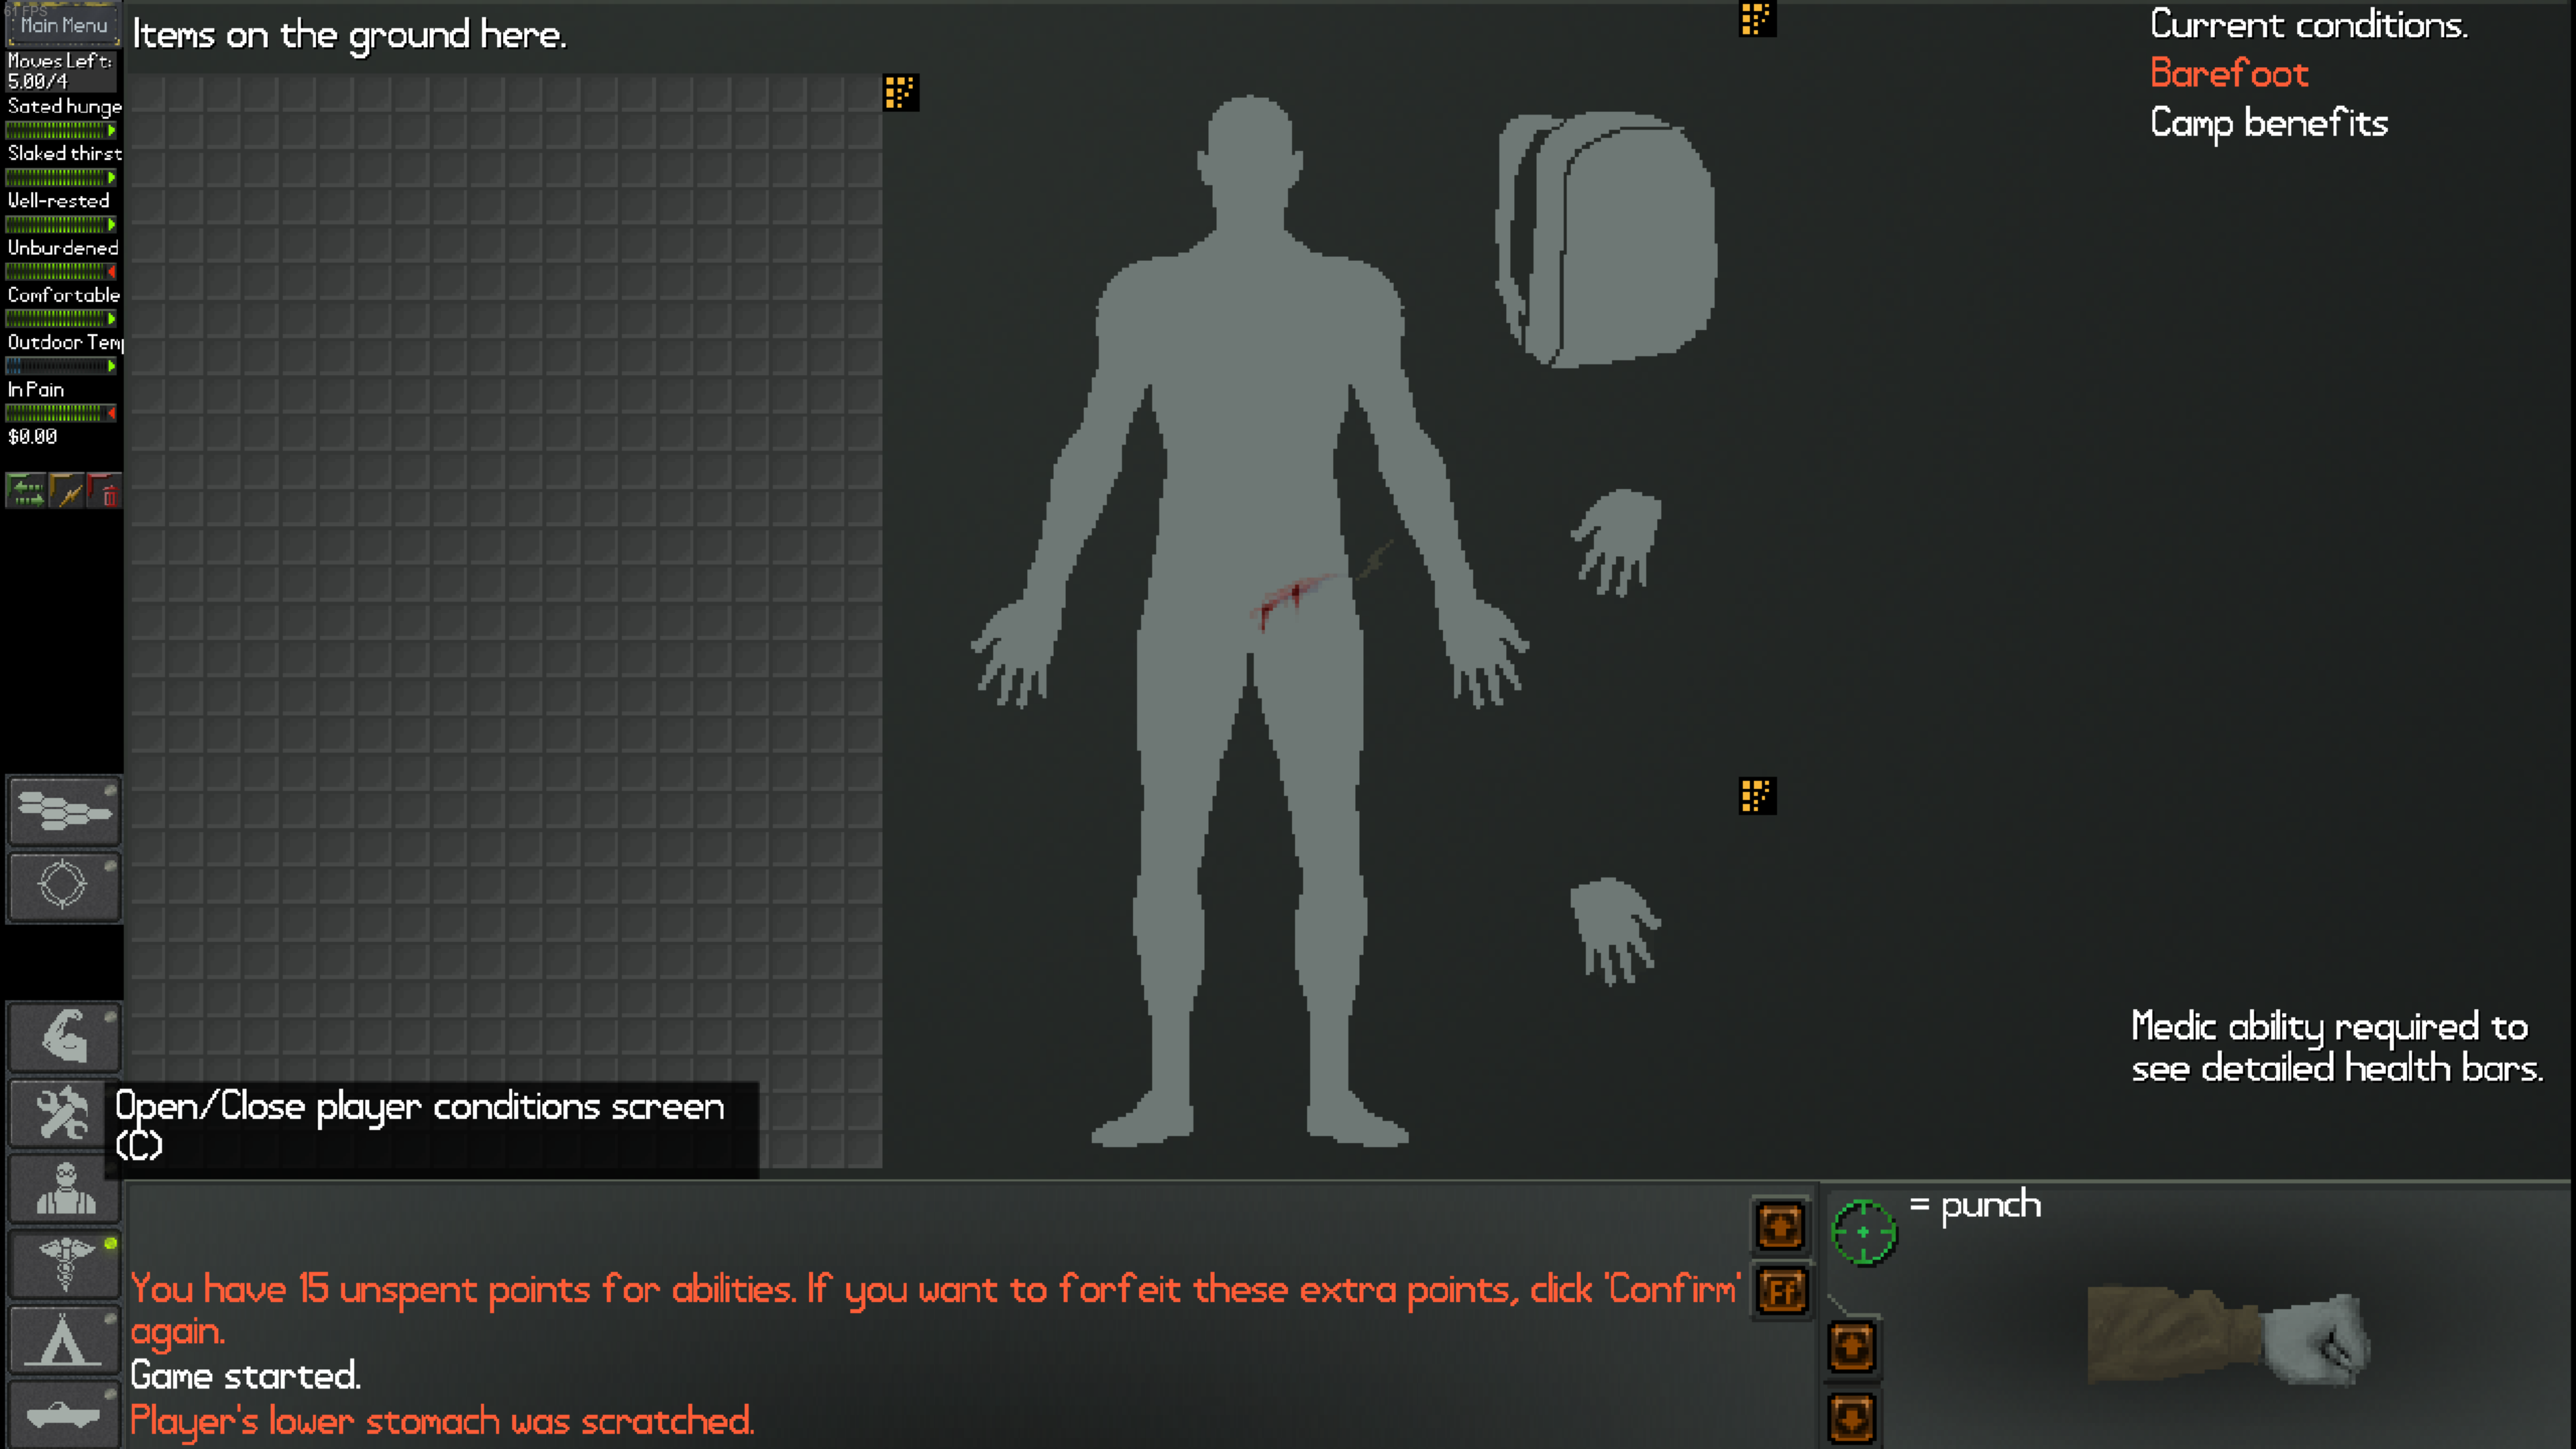 61 FPS
Main Menu
Moves Left:
5.00/4
Sated hunge
Slaked thirst
Well-rested
Unburdened
Comfortable
Outdoor Tem
In Pain
$0.00
Items on the ground here.
Current conditions.
Barefoot
Camp benefits
Medic ability required to
see detailed health bars.
Open/Close player conditions screen
(C)
You have 15 unspent points for abilities. If you want to forfeit these extra points, click 'Confirm'
again.
Game started.
Player's lower stomach was scratched.
Ff
= punch